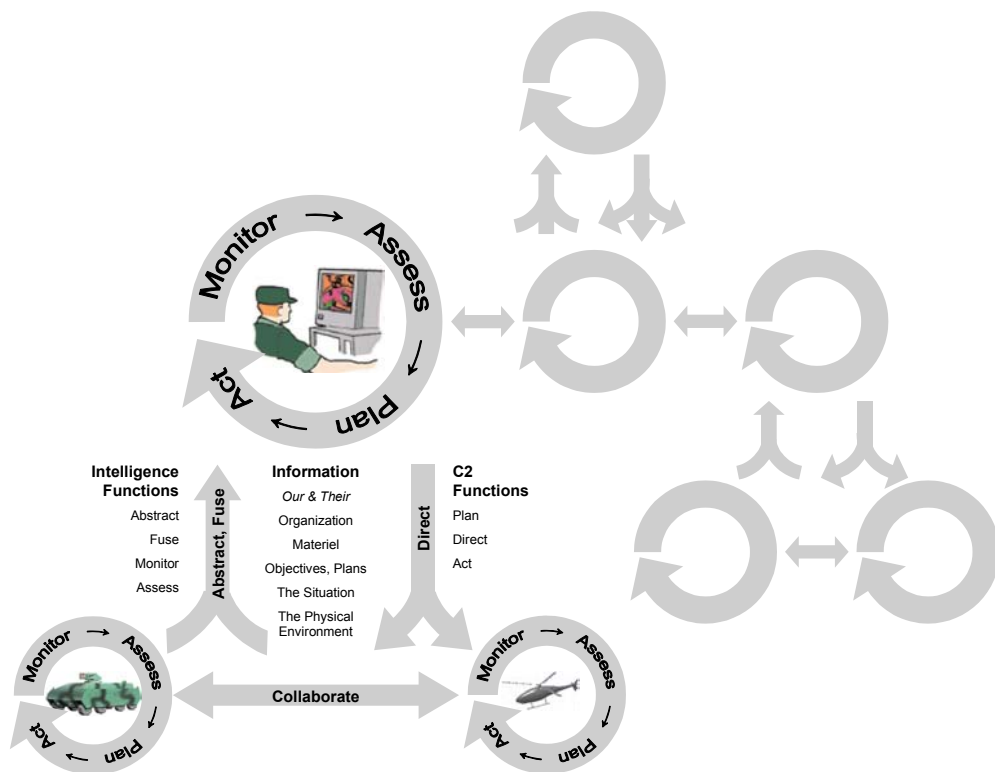 Monitor
Assess
Plan
Act
Intelligence
Functions
Abstract
Fuse
Monitor
Assess
Abstract, Fuse
Information
Our & Their
Organization
Materiel
Objectives, Plans
The Situation
The Physical
Environment
Direct
C2
Functions
Plan
Direct
Act
Monitor
Assess
Plan
Act
Collaborate
Monitor
Assess
Plan
Act